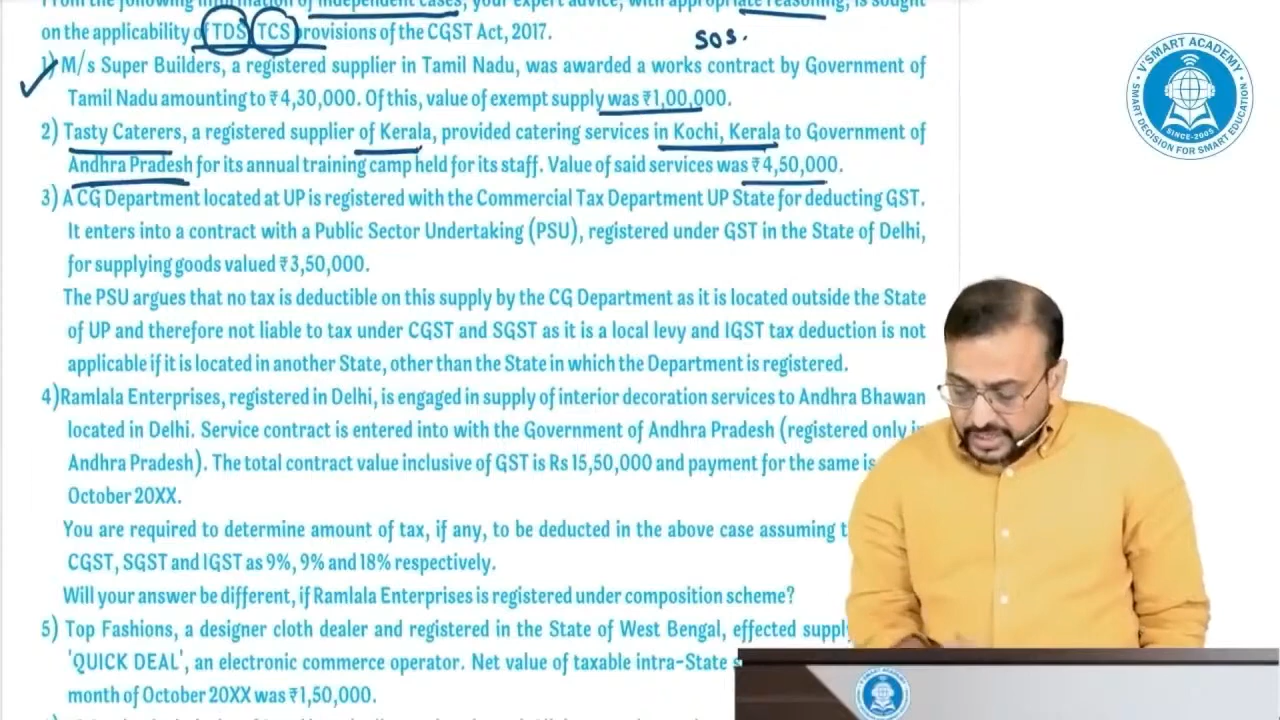 From the following information of independent cases, your expert advice, with appropriate reasoning, is sought
on the applicability of TDS TCS provisions of the CGST Act, 2017.
SOS.
1) M/s Super Builders, a registered supplier in Tamil Nadu, was awarded a works contract by Government of
Tamil Nadu amounting to ₹4,30,000. Of this, value of exempt supply was ₹1,00,000.
2) Tasty Caterers, a registered supplier of Kerala, provided catering services in Kochi, Kerala to Government of
Andhra Pradesh for its annual training camp held for its staff. Value of said services was ₹4,50,000.
3) A CG Department located at UP is registered with the Commercial Tax Department UP State for deducting GST.
It enters into a contract with a Public Sector Undertaking (PSU), registered under GST in the State of Delhi,
for supplying goods valued ₹3,50,000.
The PSU argues that no tax is deductible on this supply by the CG Department as it is located outside the State
of UP and therefore not liable to tax under CGST and SGST as it is a local levy and IGST tax deduction is not
applicable if it is located in another State, other than the State in which the Department is registered.
4) Ramlala Enterprises, registered in Delhi, is engaged in supply of interior decoration services to Andhra Bhawan
located in Delhi. Service contract is entered into with the Government of Andhra Pradesh (registered only in
Andhra Pradesh). The total contract value inclusive of GST is Rs 15,50,000 and payment for the same is
October 20XX.
You are required to determine amount of tax, if any, to be deducted in the above case assuming
CGST, SGST and IGST as 9%, 9% and 18% respectively.
Will your answer be different, if Ramlala Enterprises is registered under composition scheme?
5) Top Fashions, a designer cloth dealer and registered in the State of West Bengal, effected supply
'QUICK DEAL', an electronic commerce operator. Net value of taxable intra-State
month of October 20XX was ₹1,50,000.
V'SMART ACADEMY
SINCE-2005
SMART DECISION FOR SMART EDUCATION